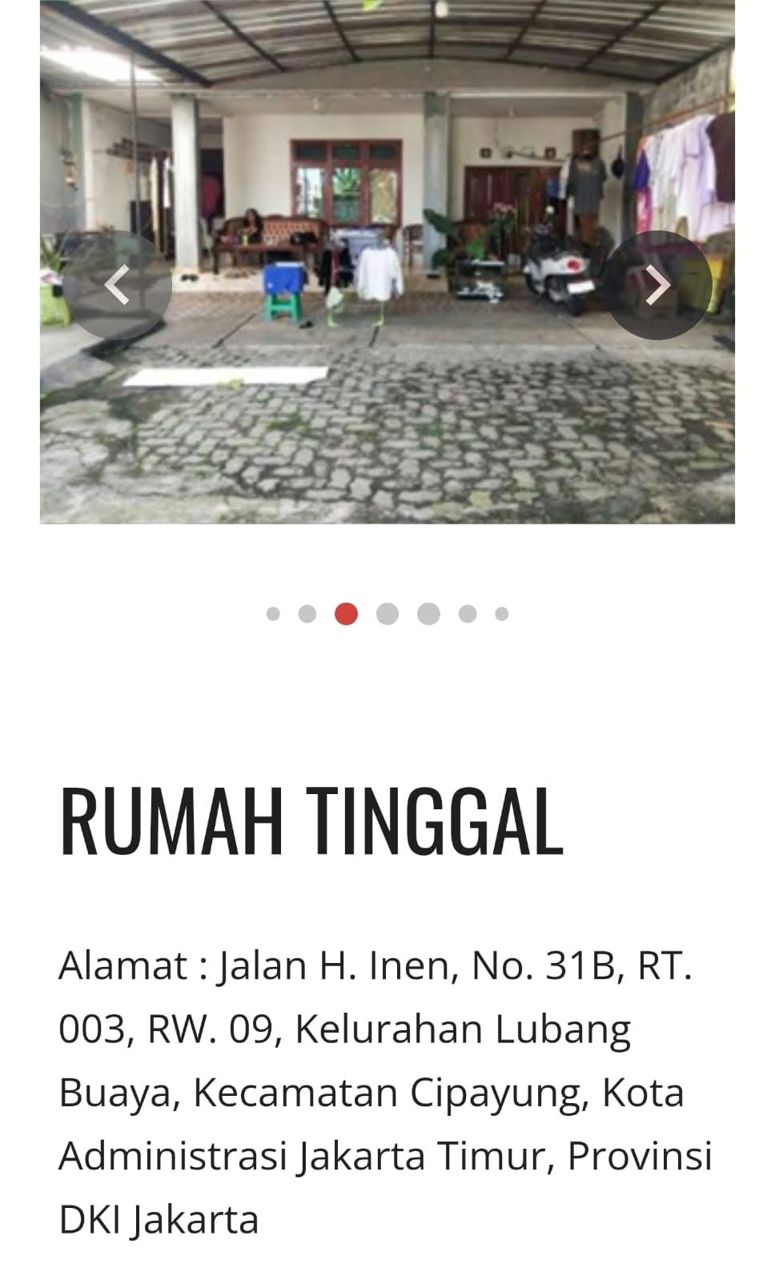 RUMAH TINGGAL
Alamat : Jalan H. Inen, No. 31B, RT.
003, RW. 09, Kelurahan Lubang
Buaya, Kecamatan Cipayung, Kota
Administrasi Jakarta Timur, Provinsi
DKI Jakarta